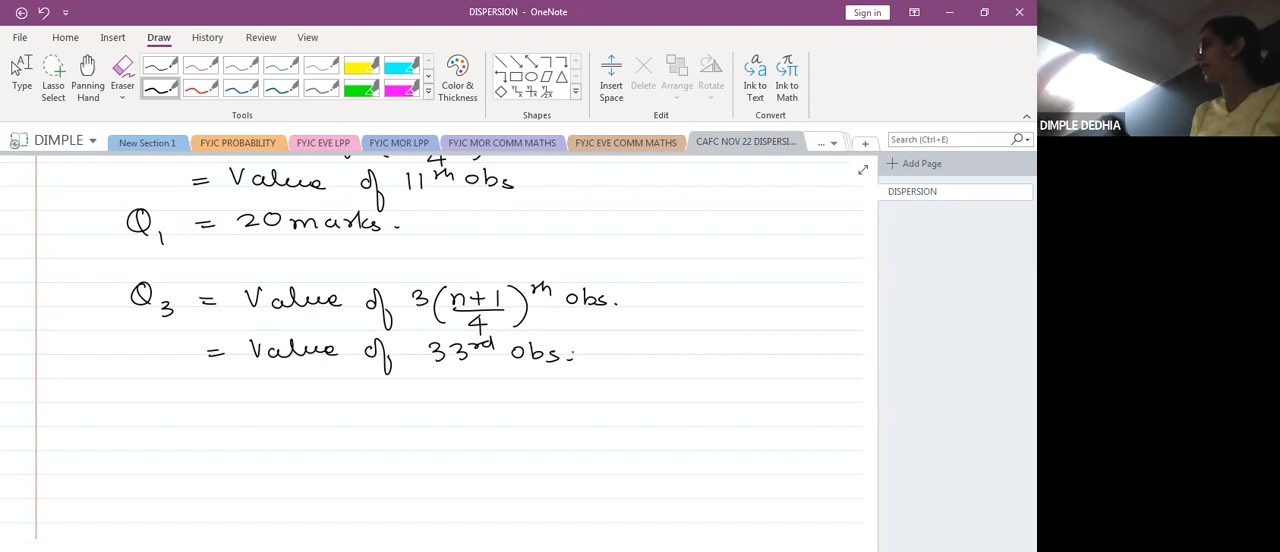 DISPERSION - OneNote
Sign in
File Home Insert Draw History Review View
Type
Lasso Select
Panning Hand
Eraser
Color & Thickness
Insert Space
Delete
Arrange
Rotate
Ink to Text
Ink to Math
Tools
Shapes
Edit
Convert
DIMPLE
New Section 1
FYJC PROBABILITY
FYJC EVE LPP
FYJC MOR LPP
FYJC MOR COMM MATHS
FYJC EVE COMM MATHS
CAFC NOV 22 DISPERSI...
Search (Ctrl+E)
Add Page
DISPERSION
DIMPLE DEDHIA
4
= Value of 11th obs
Q1 = 20 marks.
Q3 = Value of 3(n+1/4)th obs.
= Value of 33rd obs.